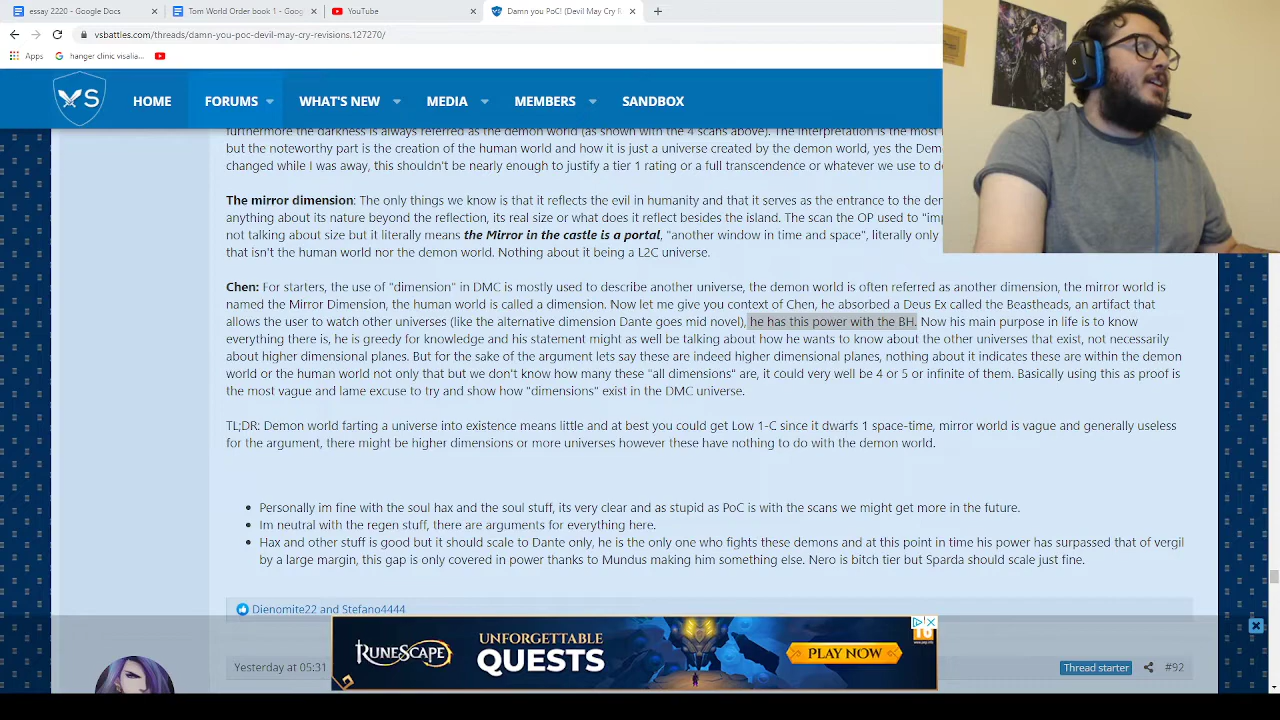 essay 2220 - Google Docs
Tom World Order book 1 - Goog
YouTube
Damn you PoC! (Devil May Cry R
vsbattles.com/threads/damn-you-poc-devil-may-cry-revisions.127270/
Apps
hanger clinic visalia...
VS
HOME
FORUMS
WHAT'S NEW
MEDIA
MEMBERS
SANDBOX
furthermore the darkness is always referred as the demon world (as shown with the 4 scans above). The interpretation is the most
but the noteworthy part is the creation of the human world and how it is just a universe created by the demon world, yes the Dem
changed while I was away, this shouldn't be nearly enough to justify a tier 1 rating or a full transcendence or whatever we use to de
The mirror dimension: The only things we know is that it reflects the evil in humanity and that it serves as the entrance to the den
anything about its nature beyond the reflection, its real size or what does it reflect besides the island. The scan the OP used to "im
not talking about size but it literally means the Mirror in the castle is a portal, "another window in time and space", literally only
that isn't the human world nor the demon world. Nothing about it being a L2C universe.
Chen: For starters, the use of "dimension" in DMC is mostly used to describe another universe, the demon world is often referred as another dimension, the mirror world is
named the Mirror Dimension, the human world is called a dimension. Now let me give you context of Chen, he absorbed a Deus Ex called the Beastheads, an artifact that
allows the user to watch other universes (like the alternative dimension Dante goes mid novel), he has this power with the BH. Now his main purpose in life is to know
everything there is, he is greedy for knowledge and his statement might as well be talking about how he wants to know about the other universes that exist, not necessarily
about higher dimensional planes. But for the sake of the argument lets say these are indeed higher dimensional planes, nothing about it indicates these are within the demon
world or the human world not only that but we don't know how many these "all dimensions" are, it could very well be 4 or 5 or infinite of them. Basically using this as proof is
the most vague and lame excuse to try and show how "dimensions" exist in the DMC universe.
TL;DR: Demon world farting a universe into existence means little and at best you could get Low 1-C since it dwarfs 1 space-time, mirror world is vague and generally useless
for the argument, there might be higher dimensions or more universes however these have nothing to do with the demon world.
Personally im fine with the soul hax and the soul stuff, its very clear and as stupid as PoC is with the scans we might get more in the future.
Im neutral with the regen stuff, there are arguments for everything here.
Hax and other stuff is good but it should scale to Dante only, he is the only one who fights these demons and at this point in time his power has surpassed that of vergil
by a large margin, this gap is only covered in power thanks to Mundus making him something else. Nero is bitch tier but Sparda should scale just fine.
Dienomite22 and Stefano4444
RUNESCAPE
UNFORGETTABLE
QUESTS
PLAY NOW
Yesterday at 05:31
Thread starter
#92